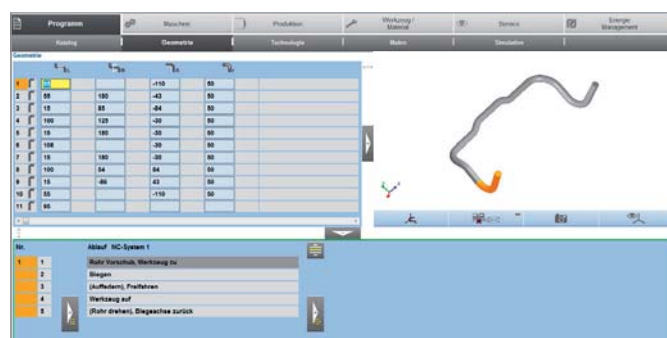 Programm Maschine Produktion Werkzeug / Material Service Energie Management
Katalog Geometrie Technologie Makro Simulation
Geometrie
1 -110 50
2 55 180 -43 50
3 15 85 -84 50
4 100 125 -30 50
5 15 180 -30 50
6 108 -30 50
7 15 180 -30 50
8 100 54 84 50
9 15 -86 43 50
10 55 -110 50
11 95
Nr. Ablauf NC-System 1
1 1 Rohr Vorschub, Werkzeug zu
2 Biegen
3 (Auffedern), Freifahren
4 Werkzeug auf
5 (Rohr drehen), Biegeachse zurück